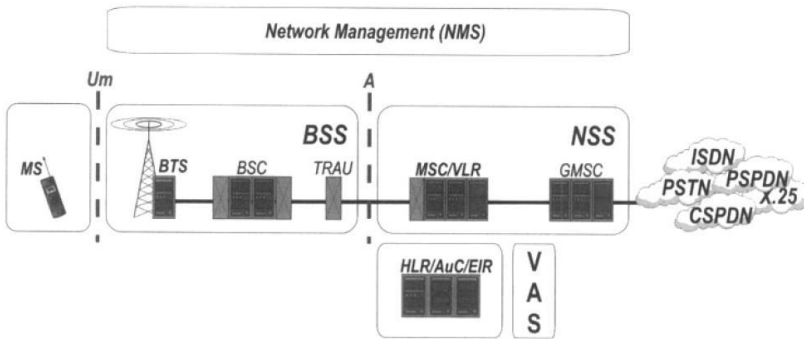 Network Management (NMS)
Um
A
MS
BSS
BTS
BSC
TRAU
NSS
MSC/VLR
GMSC
ISDN
PSTN
PSPDN
X.25
CSPDN
HLR/AuC/EIR
V
A
S